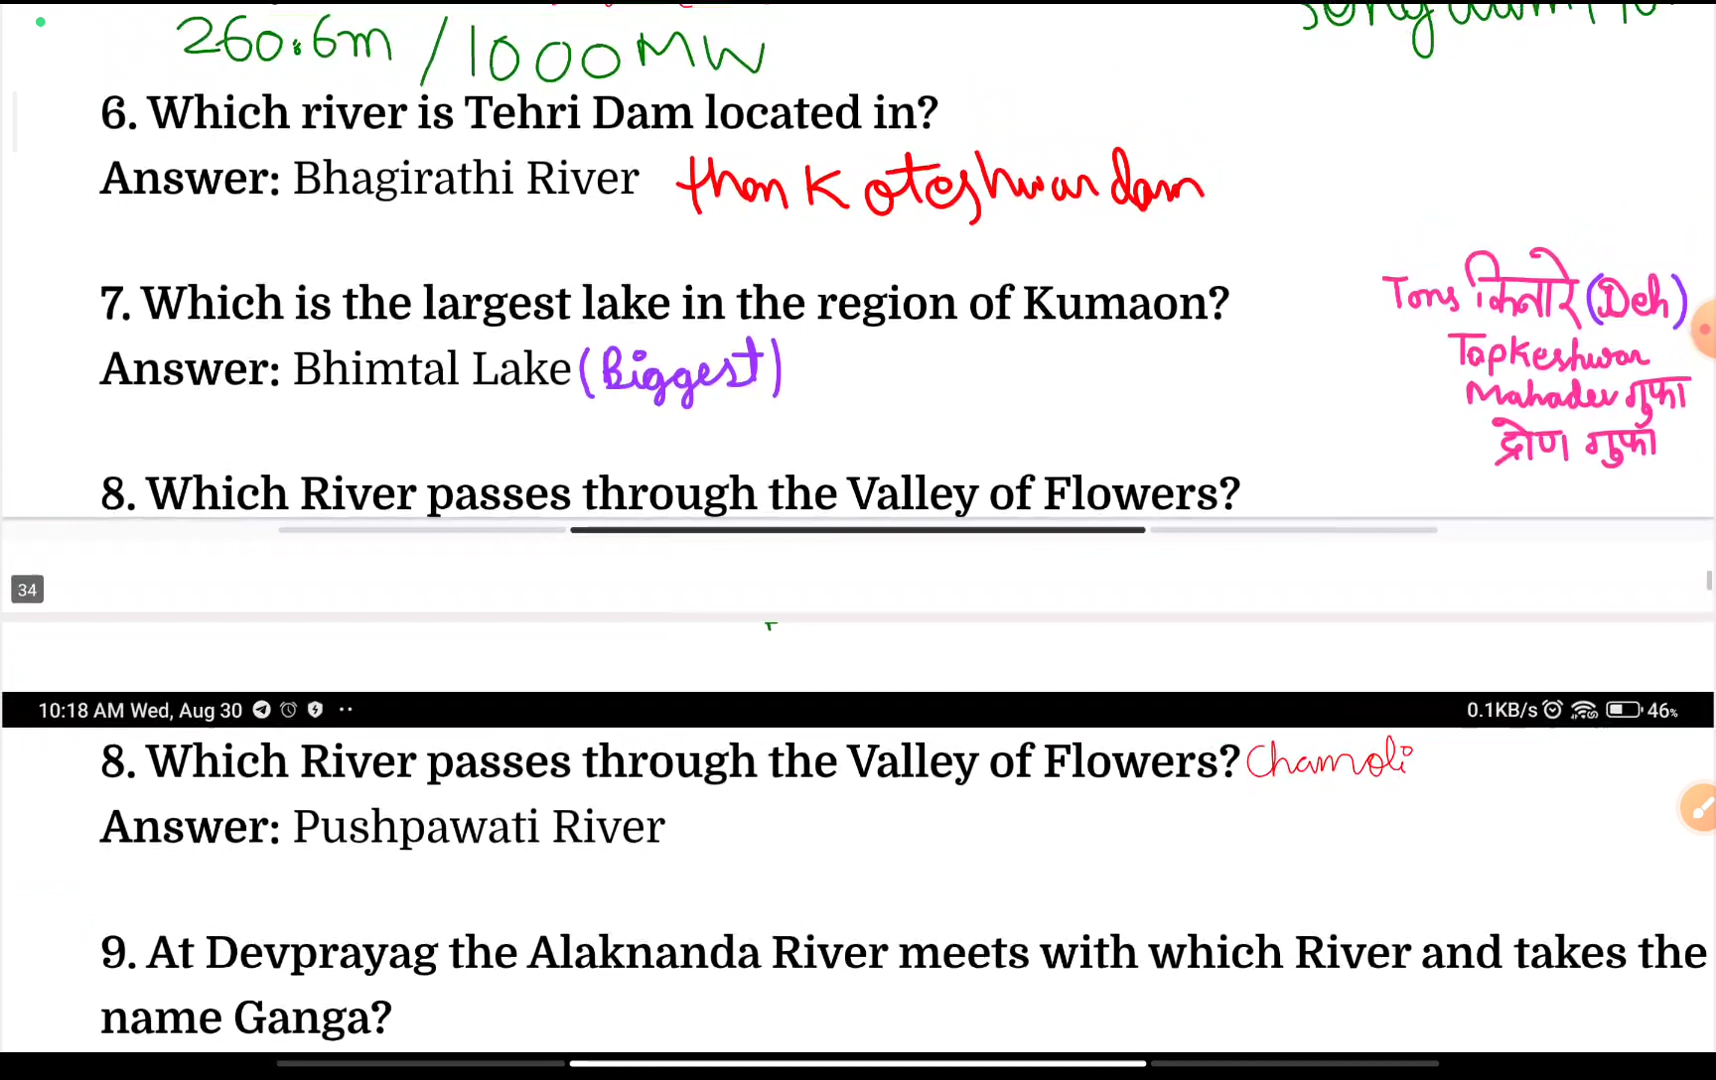 260.6m / 1000 MW
6. Which river is Tehri Dam located in?
Answer: Bhagirathi River then Koteshwar dam
7. Which is the largest lake in the region of Kumaon?
Answer: Bhimtal Lake (Biggest)
Tons किनारे (Deh)
Tapkeshwar
Mahadev गुफा
द्रोण गुफा
8. Which River passes through the Valley of Flowers?
34
10:18 AM Wed, Aug 30 0.1KB/s 46%
8. Which River passes through the Valley of Flowers? Chamoli
Answer: Pushpawati River
9. At Devprayag the Alaknanda River meets with which River and takes the
name Ganga?